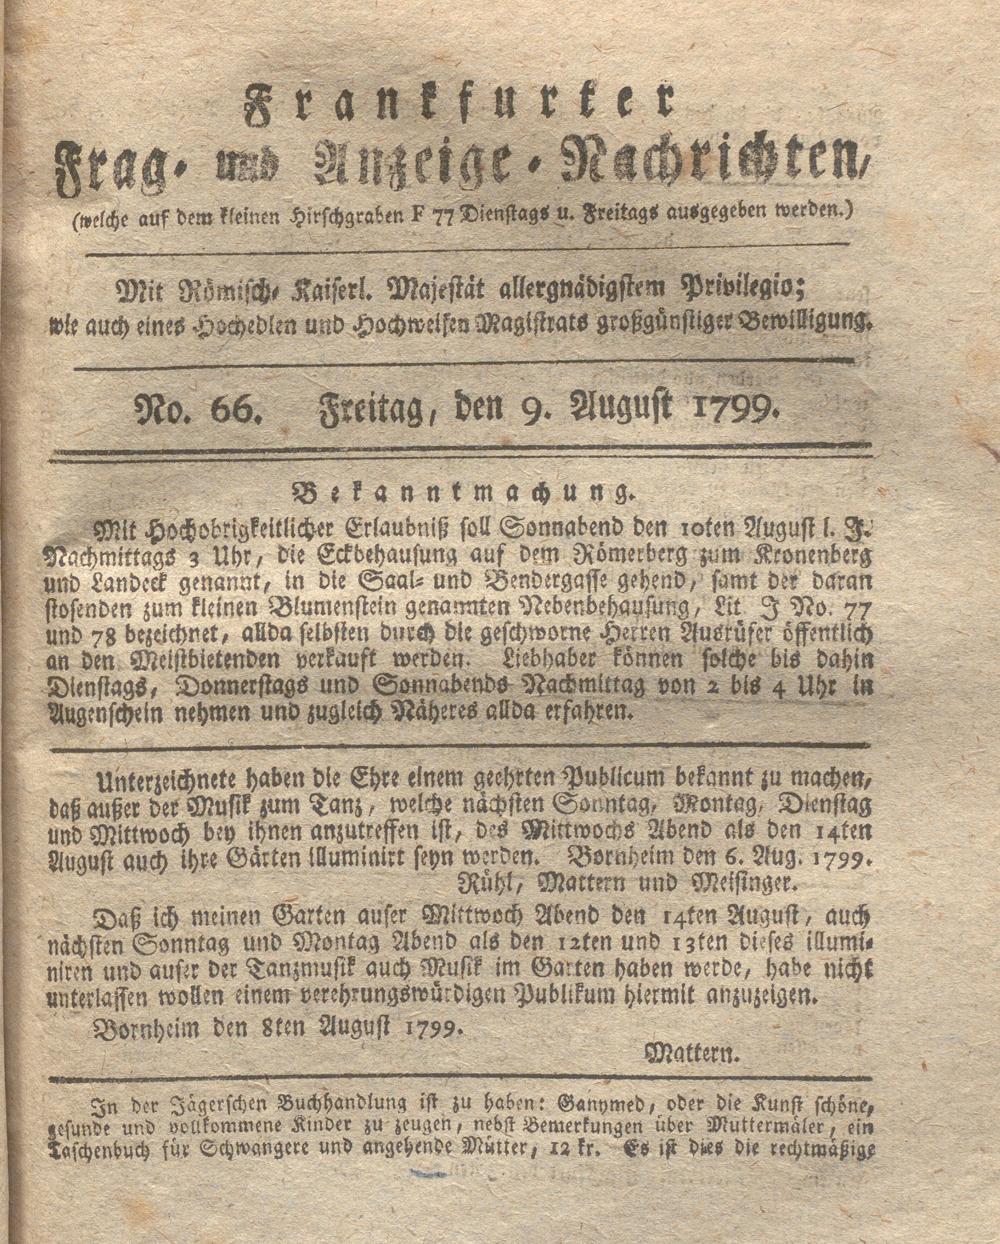 Frankfurter
Frag- und Anzeige-Nachrichten,
(welche auf dem kleinen Hirschgraben F 77 Dienstags u. Freitags ausgegeben werden.)
Mit Römisch- Kaiserl. Majestät allergnädigstem Privilegio;
wie auch eines Hochedlen und Hochweisen Magistrats großgünstiger Bewilligung.
No. 66. Freitag, den 9. August 1799.
Bekanntmachung.
Mit Hochobrigkeitlicher Erlaubniß soll Sonnabend den 10ten August l. J.
Nachmittags 3 Uhr, die Eckbehausung auf dem Römerberg zum Kronenberg
und Landeck genannt, in die Saal- und Bendergasse gehend, samt der daran
stosenden zum kleinen Blumenstein genannten Nebenbehausung, Lit J No. 77
und 78 bezeichnet, allda selbsten durch die geschworne Herren Ausrüfer öffentlich
an den Meistbietenden verkauft werden. Liebhaber können solche bis dahin
Dienstags, Donnerstags und Sonnabends Nachmittag von 2 bis 4 Uhr in
Augenschein nehmen und zugleich Näheres allda erfahren.
Unterzeichnete haben die Ehre einem geehrten Publicum bekannt zu machen,
daß außer der Musik zum Tanz, welche nächsten Sonntag, Montag, Dienstag
und Mittwoch bey ihnen anzutreffen ist, des Mittwochs Abend als den 14ten
August auch ihre Gärten illuminirt seyn werden. Bornheim den 6. Aug. 1799.
Rühl, Mattern und Meisinger.
Daß ich meinen Garten auser Mittwoch Abend den 14ten August, auch
nächsten Sonntag und Montag Abend als den 12ten und 13ten dieses illumi-
niren und auser der Tanzmusik auch Musik im Garten haben werde, habe nicht
unterlassen wollen einem verehrungswürdigen Publikum hiermit anzuzeigen.
Bornheim den 8ten August 1799.
Mattern.
In der Jägerschen Buchhandlung ist zu haben: Ganymed, oder die Kunst schöne,
gesunde und vollkommene Kinder zu zeugen, nebst Bemerkungen über Muttermäler, ein
Taschenbuch für Schwangere und angehende Mütter, 12 kr. Es ist dies die rechtmäßige